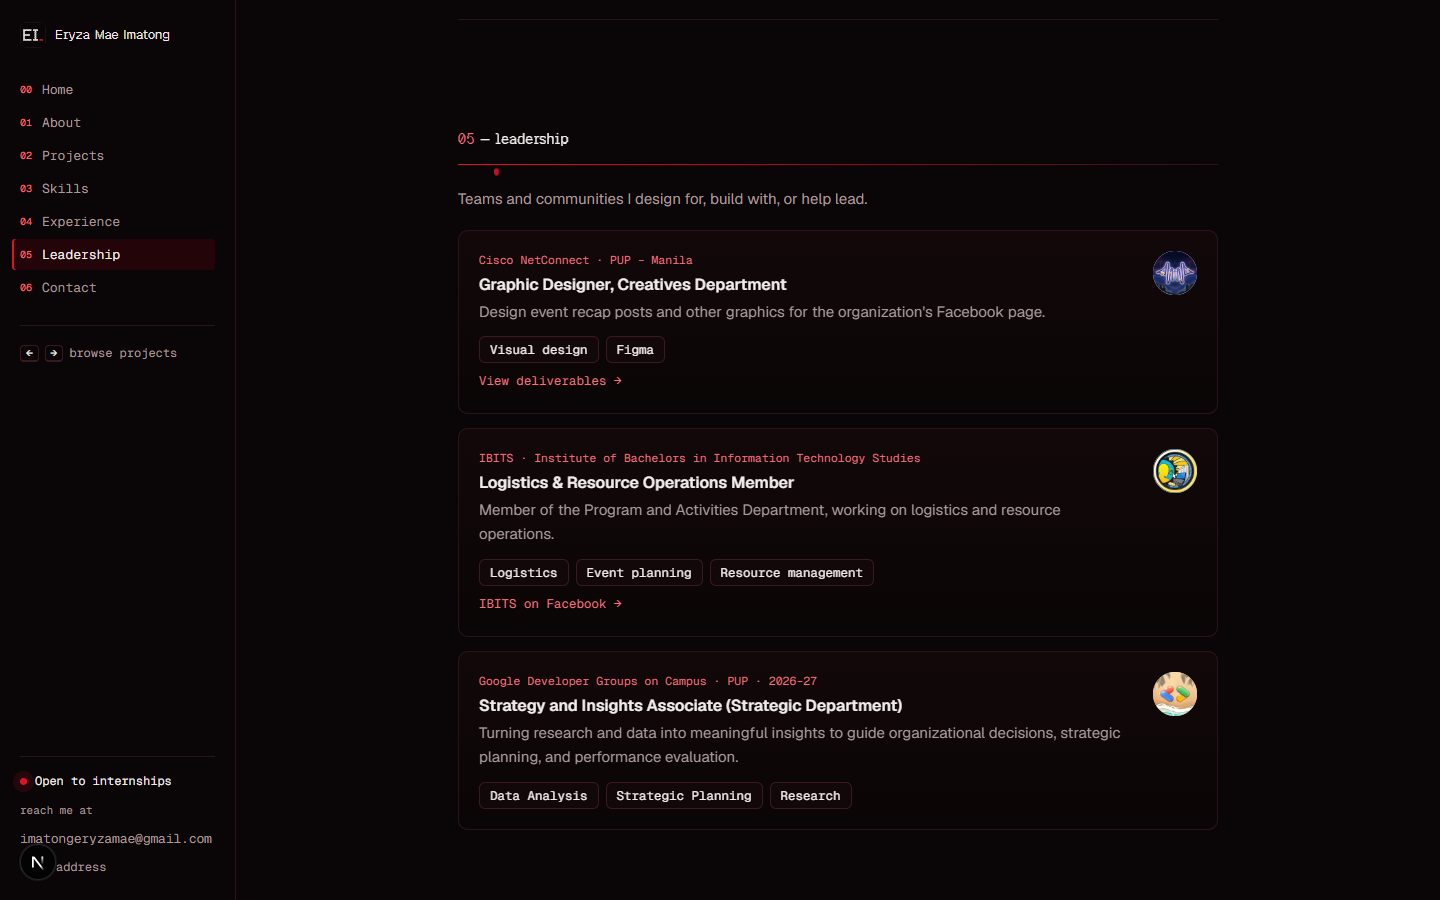 EI. Eryza Mae Imatong
00 Home
01 About
02 Projects
03 Skills
04 Experience
05 Leadership
06 Contact
← → browse projects
Open to internships
reach me at
imatongeryzamae@gmail.com
N address
05 — leadership
Teams and communities I design for, build with, or help lead.
Cisco NetConnect · PUP – Manila
Graphic Designer, Creatives Department
Design event recap posts and other graphics for the organization's Facebook page.
Visual design Figma
View deliverables →
IBITS · Institute of Bachelors in Information Technology Studies
Logistics & Resource Operations Member
Member of the Program and Activities Department, working on logistics and resource
operations.
Logistics Event planning Resource management
IBITS on Facebook →
Google Developer Groups on Campus · PUP · 2026–27
Strategy and Insights Associate (Strategic Department)
Turning research and data into meaningful insights to guide organizational decisions, strategic
planning, and performance evaluation.
Data Analysis Strategic Planning Research